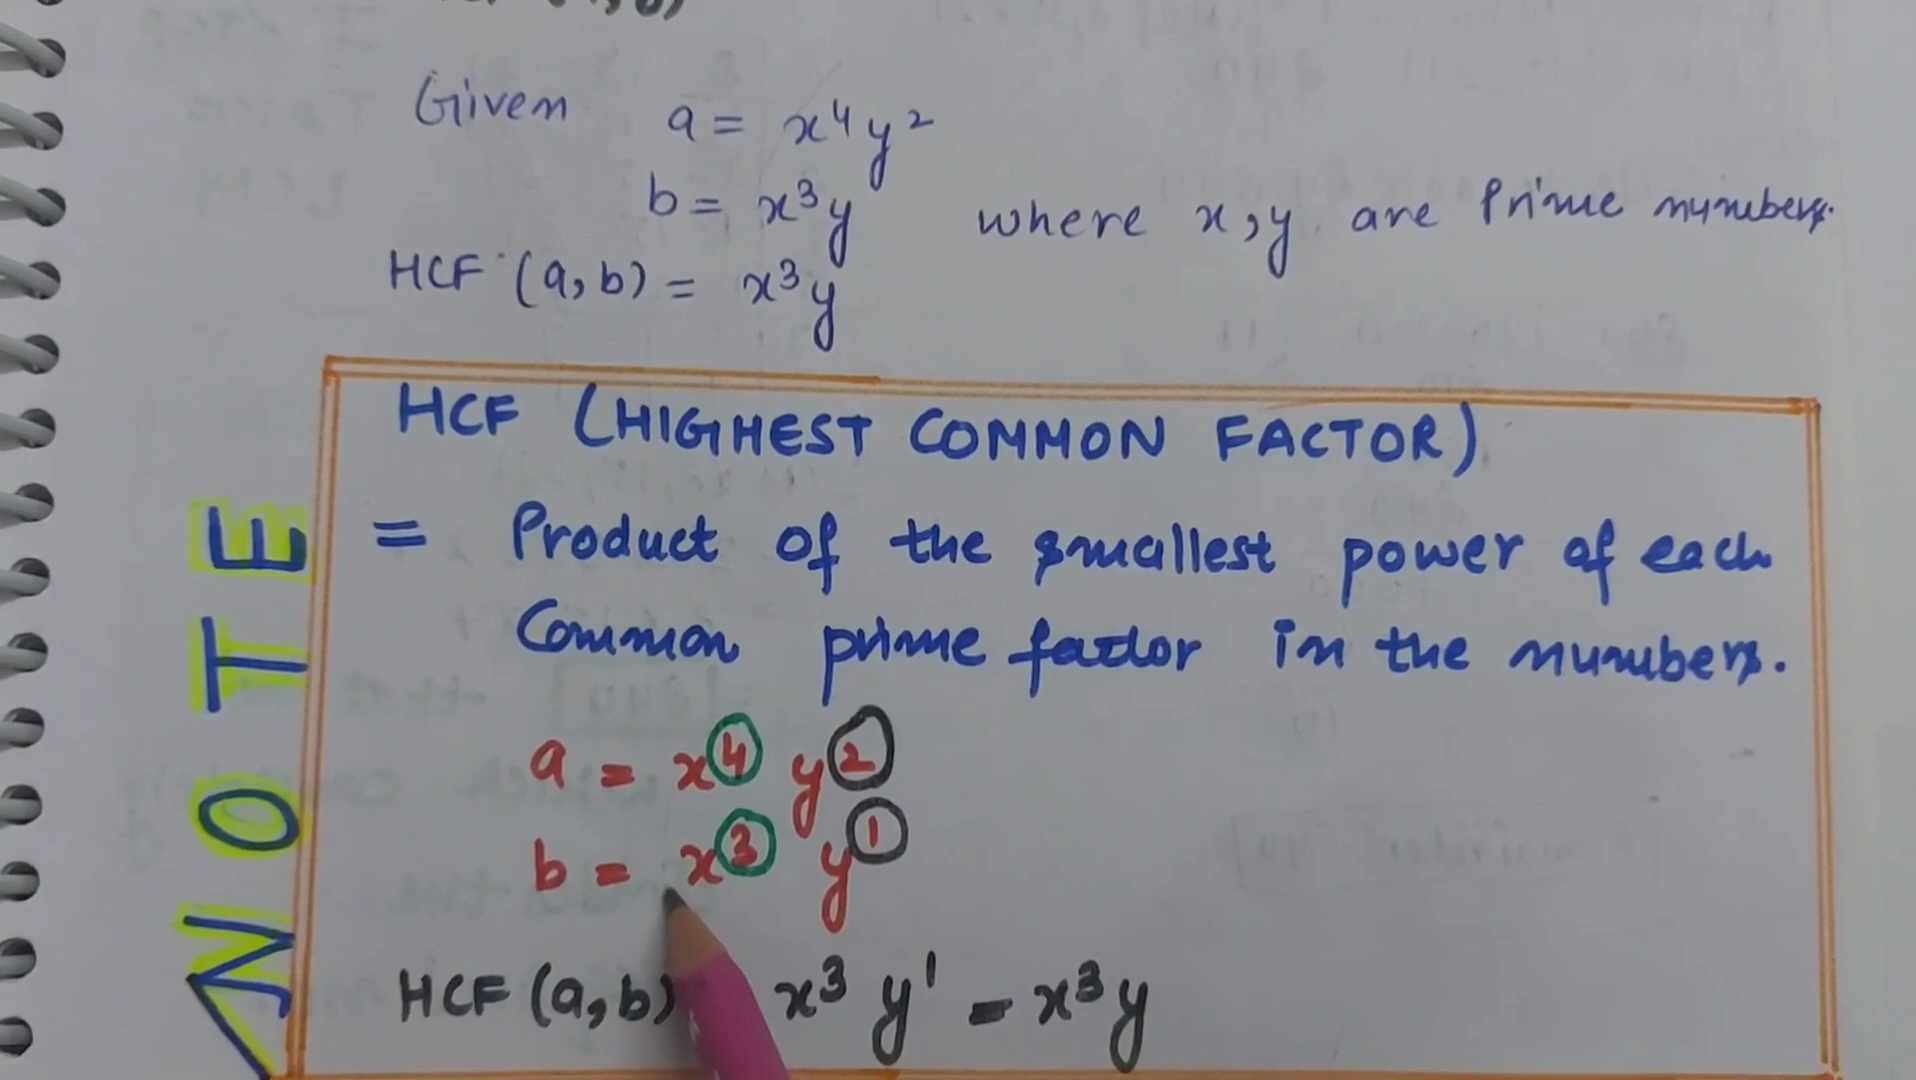 Given a = x⁴y²
b = x³y where x,y are Prime numbers.
HCF (a,b) = x³y
NOTE
HCF (HIGHEST COMMON FACTOR)
= Product of the smallest power of each
Common prime factor in the numbers.
a = x⁴ y²
b = x³ y¹
HCF (a,b) x³ y¹ = x³y